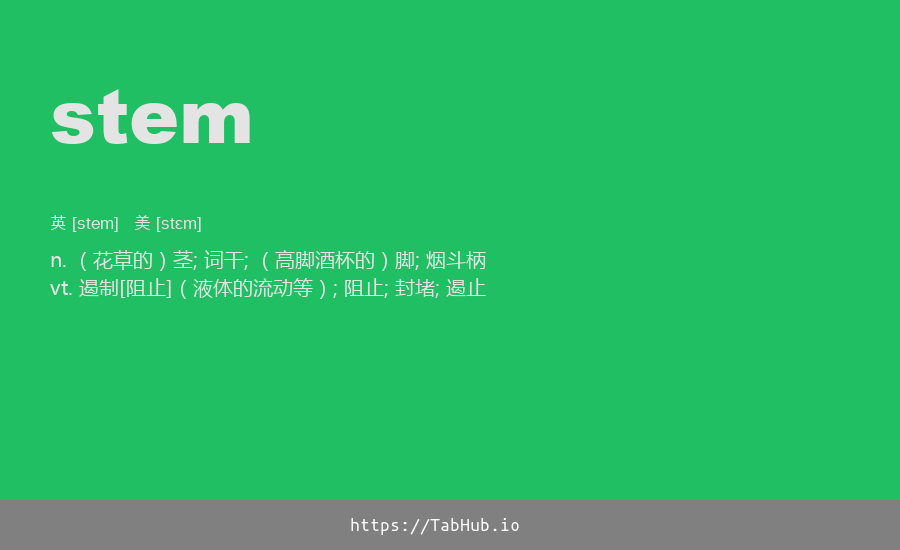 stem
英 [stem] 美 [stɛm]
n. （花草的）茎; 词干; （高脚酒杯的）脚; 烟斗柄
vt. 遏制[阻止]（液体的流动等）; 阻止; 封堵; 遏止
https://TabHub.io